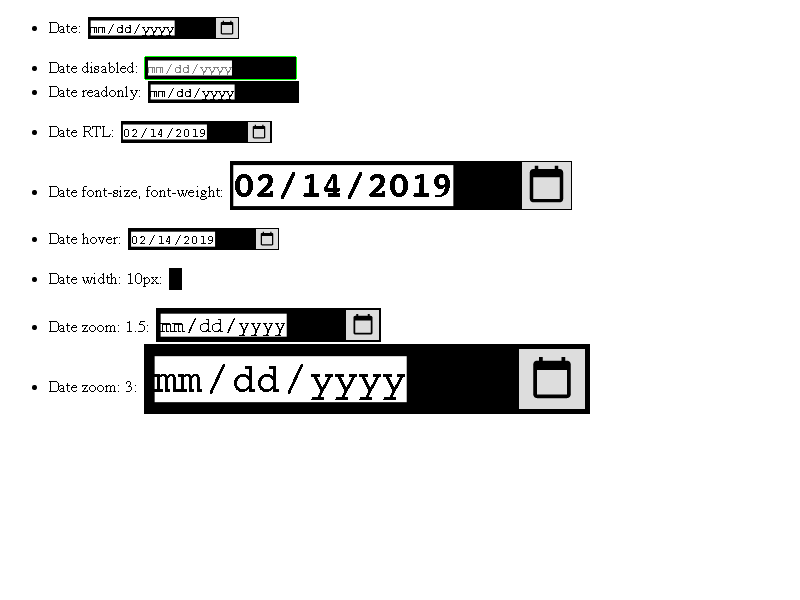 Date: mm/dd/yyyy
Date disabled: mm/dd/yyyy
Date readonly: mm/dd/yyyy
Date RTL: 02/14/2019
Date font-size, font-weight: 02/14/2019
Date hover: 02/14/2019
Date width: 10px:
Date zoom: 1.5: mm/dd/yyyy
Date zoom: 3: mm/dd/yyyy